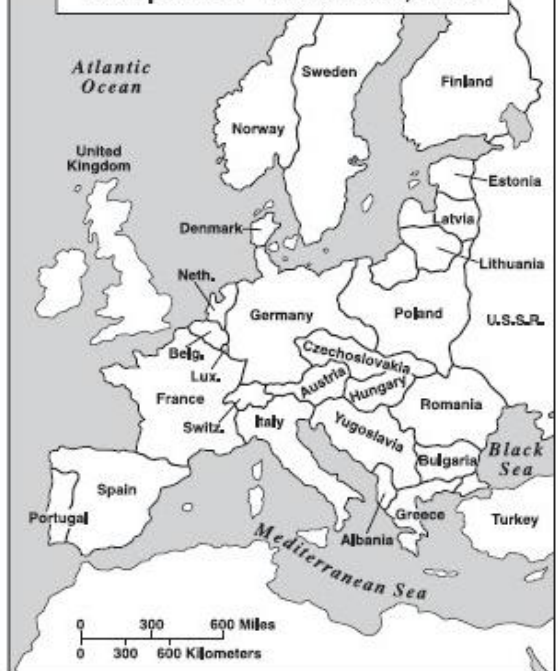 Atlantic
Ocean
Sweden
Finland
Norway
United
Kingdom
Estonia
Latvia
Denmark
Lithuania
Neth.
Germany
Poland
U.S.S.R.
Belg.
Czechoslovakia
Lux.
Austria
Hungary
France
Romania
Switz.
Italy
Yugoslavia
Black
Sea
Bulgaria
Spain
Portugal
Greece
Turkey
Albania
Mediterranean Sea
0 300 600 Miles
0 300 600 Kilometers